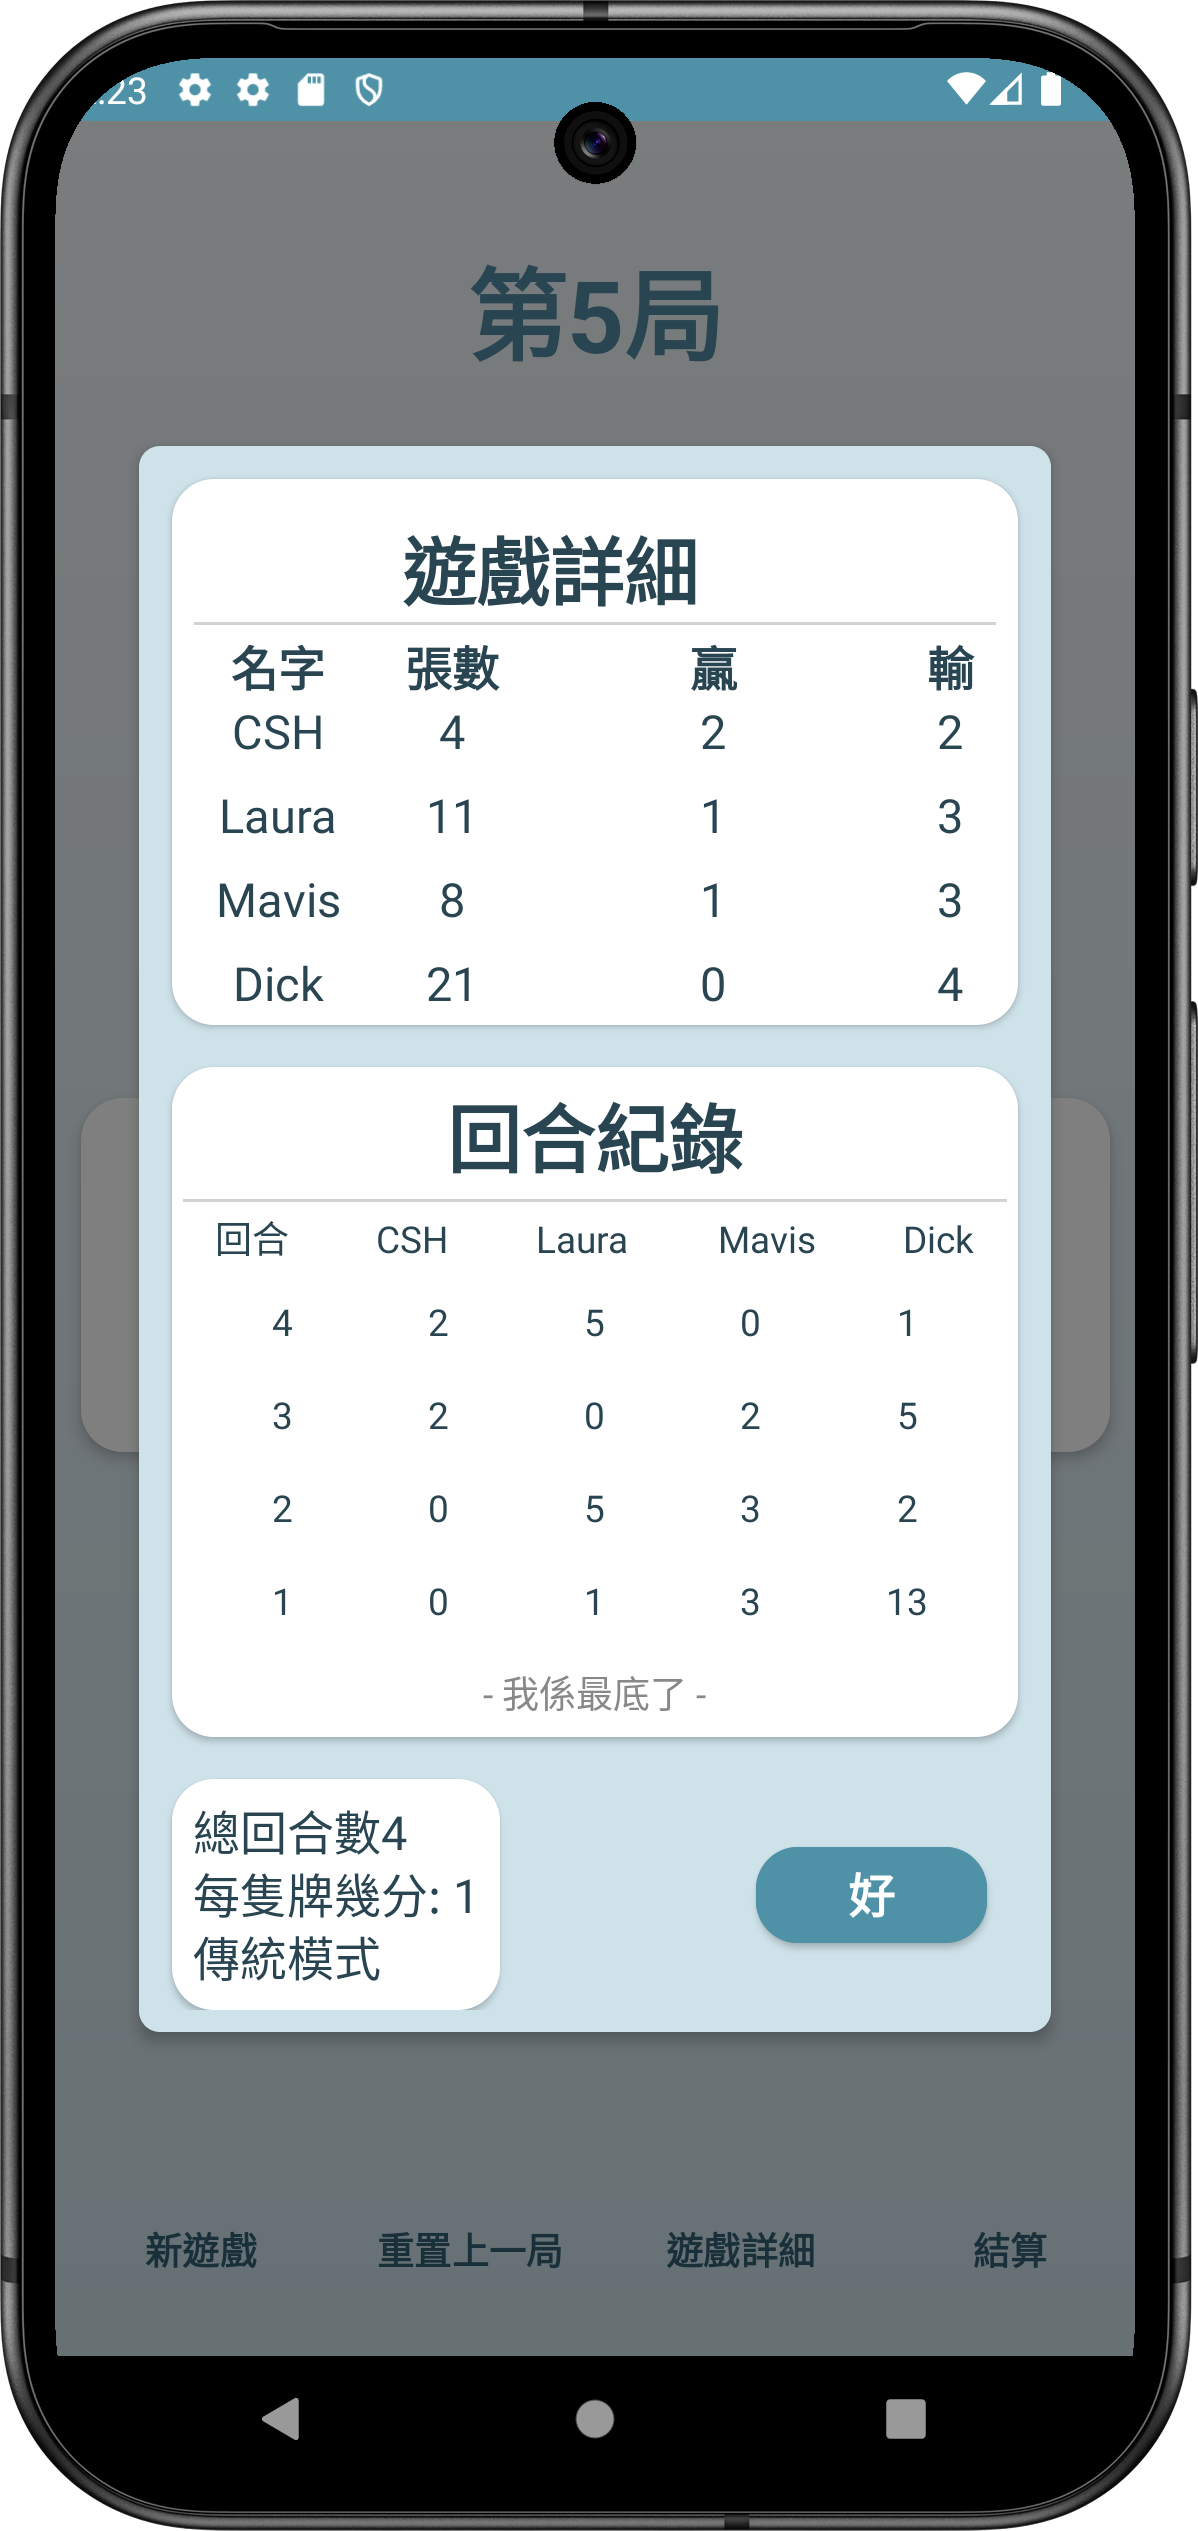 :23
第5局
遊戲詳細
名字 張數 贏 輸
CSH 4 2 2
Laura 11 1 3
Mavis 8 1 3
Dick 21 0 4
回合紀錄
回合 CSH Laura Mavis Dick
4 2 5 0 1
3 2 0 2 5
2 0 5 3 2
1 0 1 3 13
- 我係最底了 -
總回合數4
每隻牌幾分: 1
傳統模式
好
新遊戲 重置上一局 遊戲詳細 結算